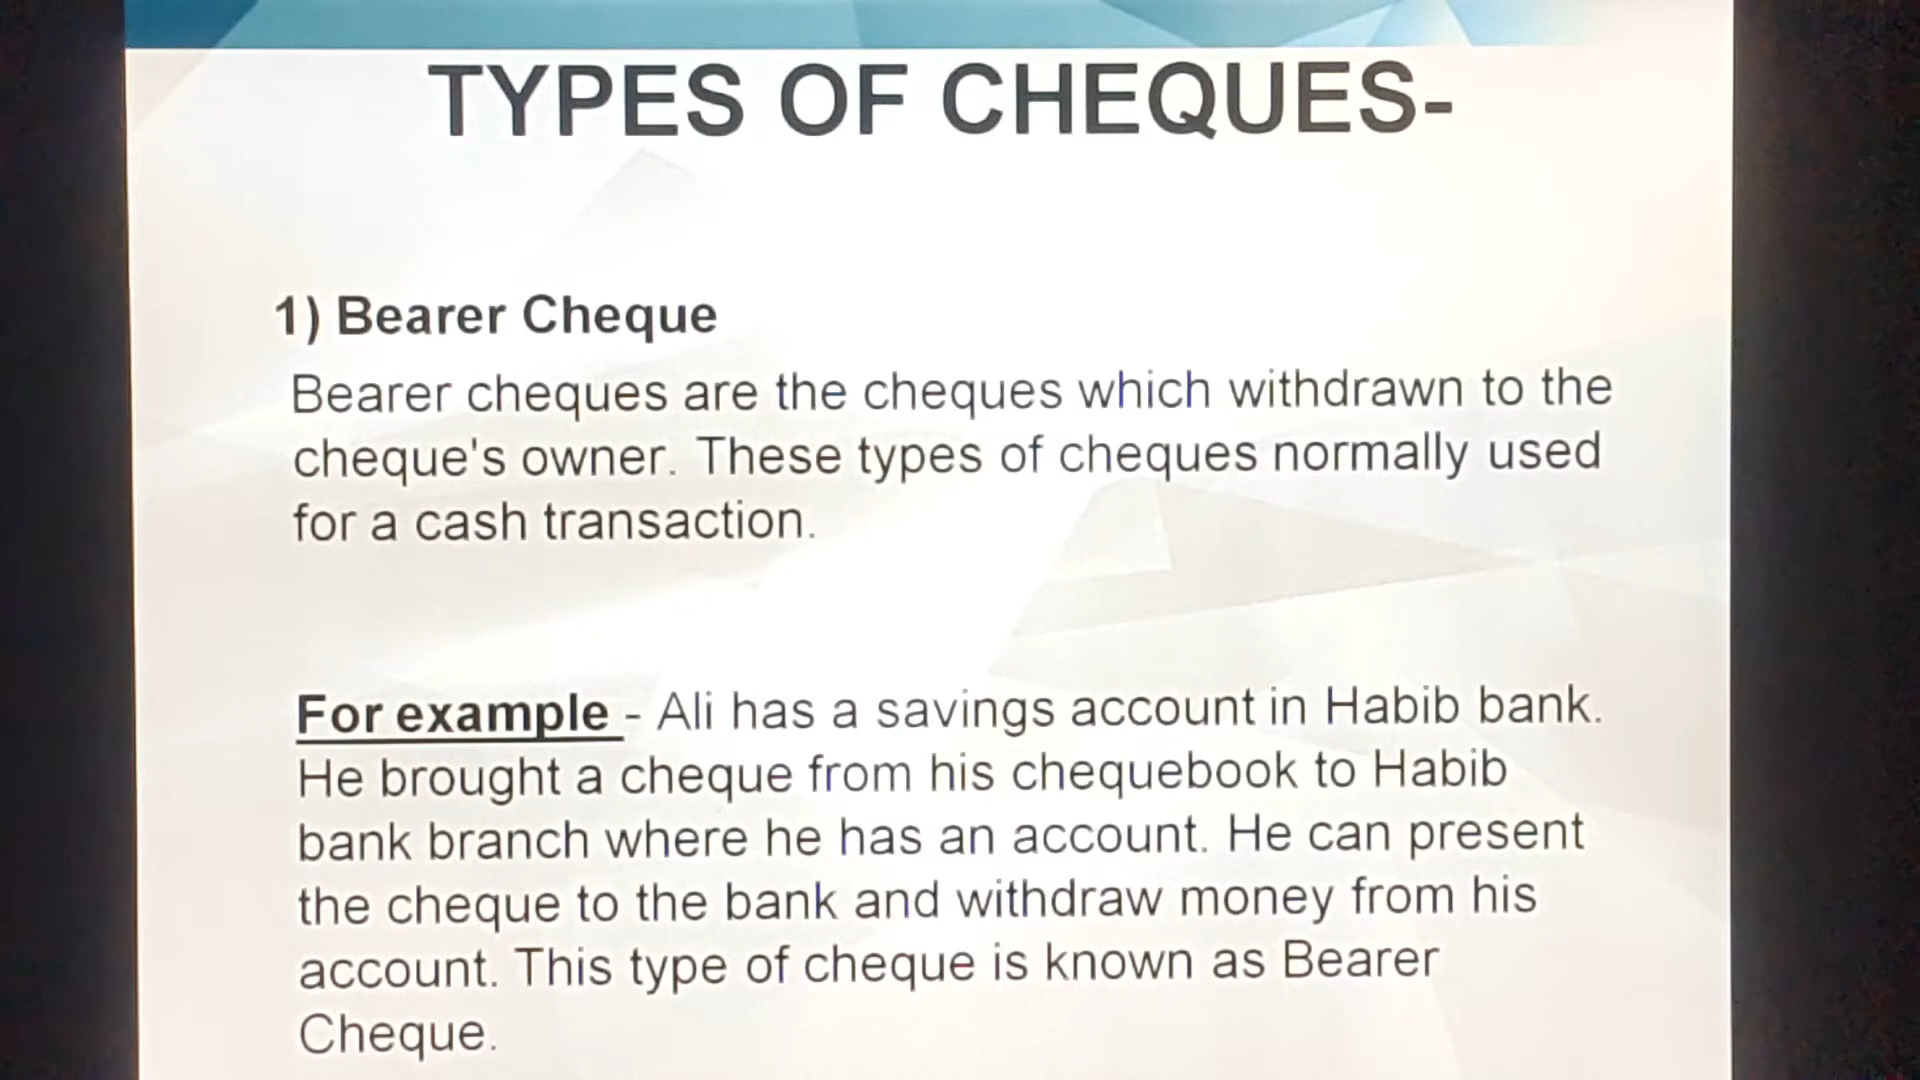 TYPES OF CHEQUES-
1) Bearer Cheque
Bearer cheques are the cheques which withdrawn to the
cheque's owner. These types of cheques normally used
for a cash transaction.
For example - Ali has a savings account in Habib bank.
He brought a cheque from his chequebook to Habib
bank branch where he has an account. He can present
the cheque to the bank and withdraw money from his
account. This type of cheque is known as Bearer
Cheque.